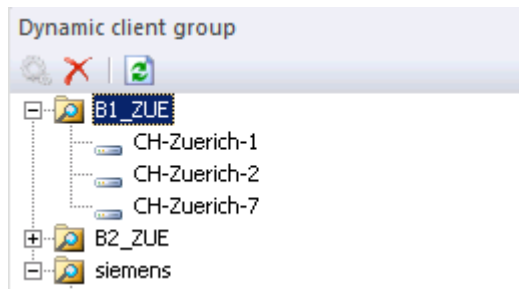 Dynamic client group
B1_ZUE
CH-Zuerich-1
CH-Zuerich-2
CH-Zuerich-7
B2_ZUE
siemens